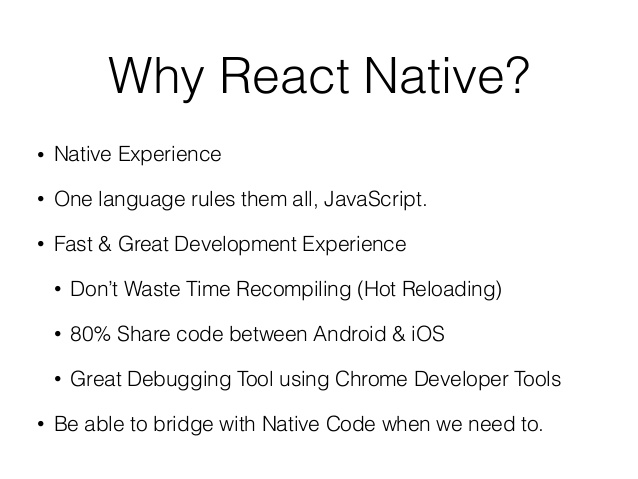 Why React Native?
• Native Experience
• One language rules them all, JavaScript.
• Fast & Great Development Experience
• Don’t Waste Time Recompiling (Hot Reloading)
• 80% Share code between Android & iOS
• Great Debugging Tool using Chrome Developer Tools
• Be able to bridge with Native Code when we need to.